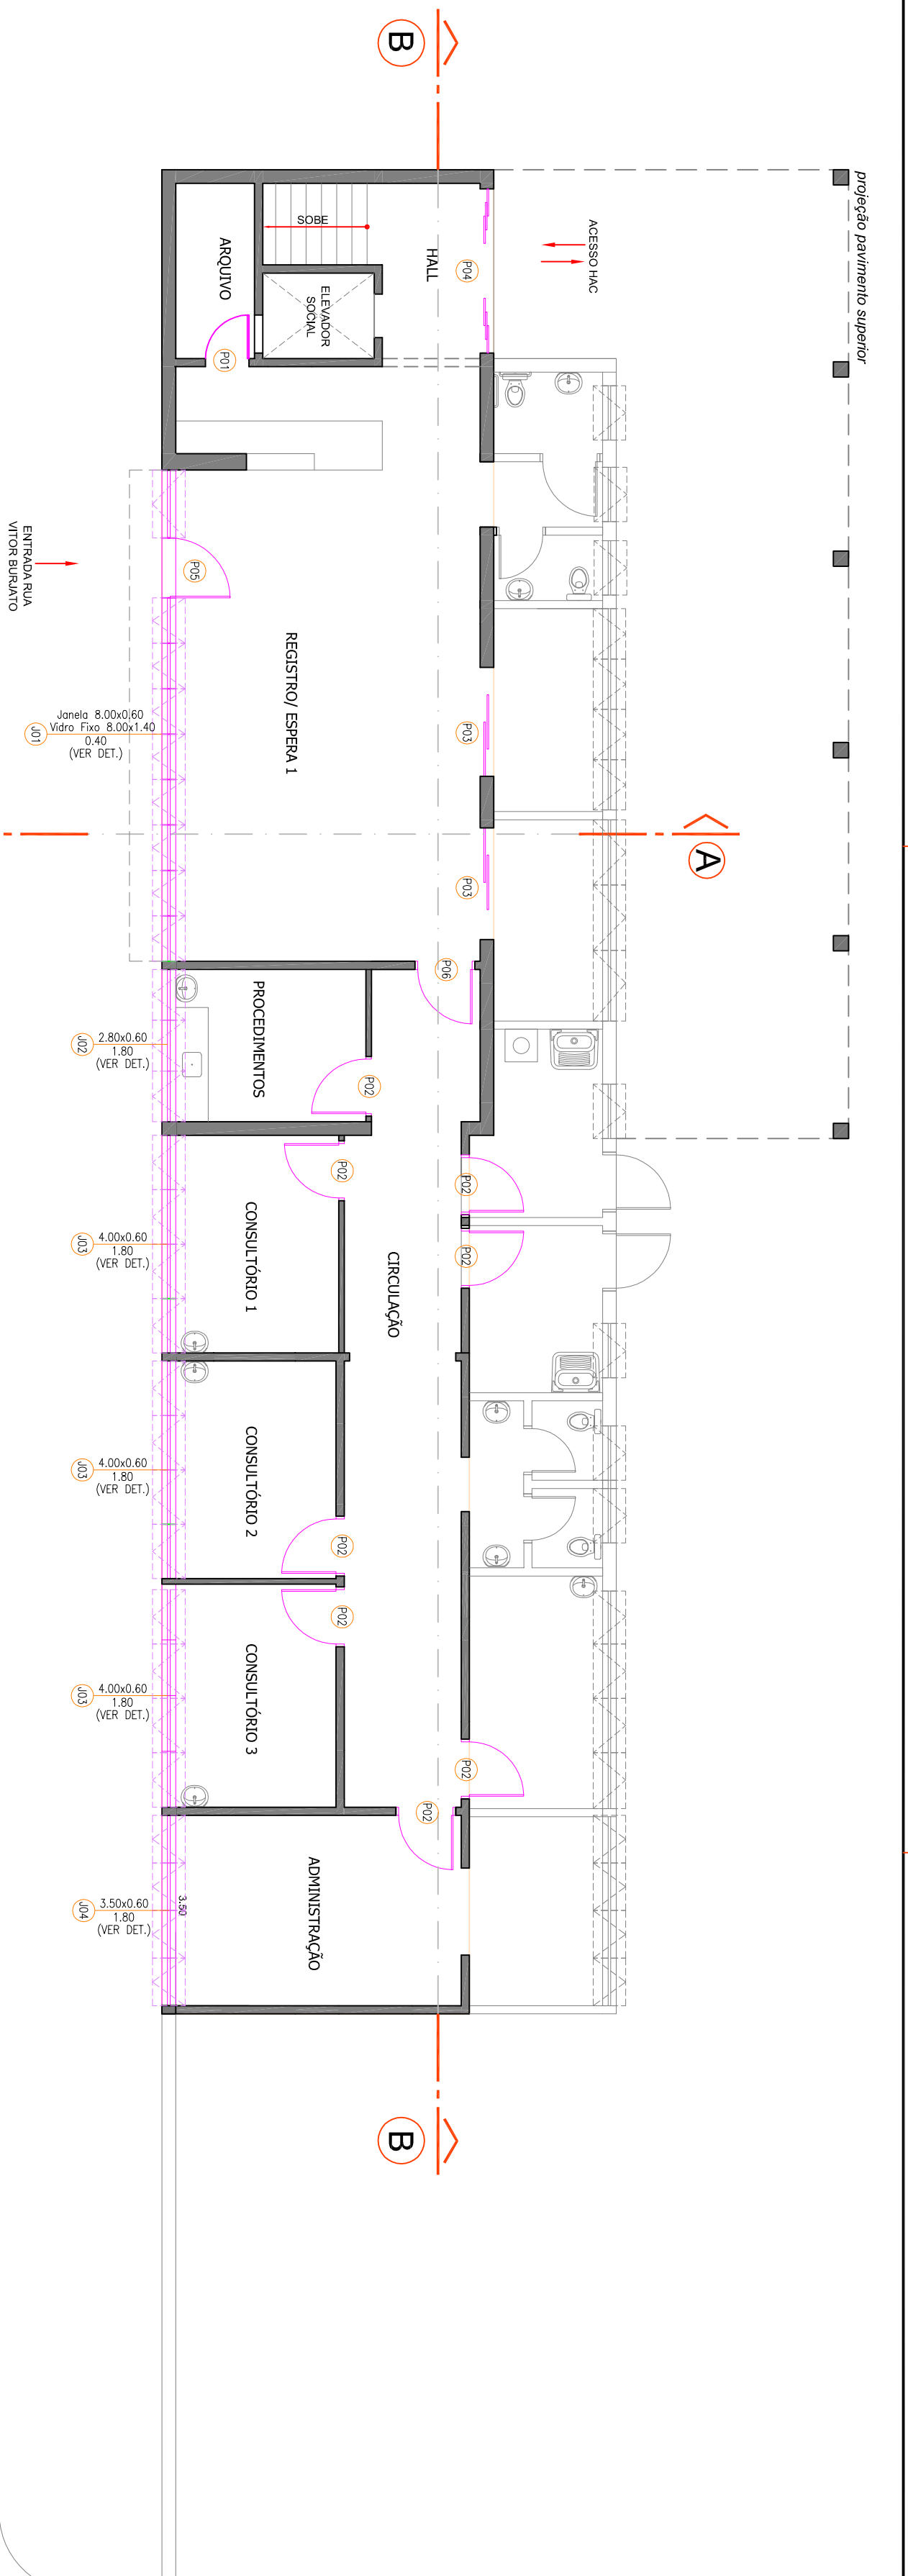 B
projeção pavimento superior
ACESSO HAC
SOBE
HALL
P04
ARQUIVO
ELEVADOR
SOCIAL
P01
ENTRADA RUA
VITOR BURJATO
P05
REGISTRO/ ESPERA 1
Janela 8.00x0.60
Vidro Fixo 8.00x1.40
0.40
(VER DET.)
J01
P03
A
P03
P06
PROCEDIMENTOS
2.80x0.60
1.80
(VER DET.)
J02
P02
P02
P02
P02
CONSULTÓRIO 1
4.00x0.60
1.80
(VER DET.)
J03
CIRCULAÇÃO
CONSULTÓRIO 2
4.00x0.60
1.80
(VER DET.)
J03
P02
P02
CONSULTÓRIO 3
4.00x0.60
1.80
(VER DET.)
J03
P02
P02
ADMINISTRAÇÃO
3.50
3.50x0.60
1.80
(VER DET.)
J04
B